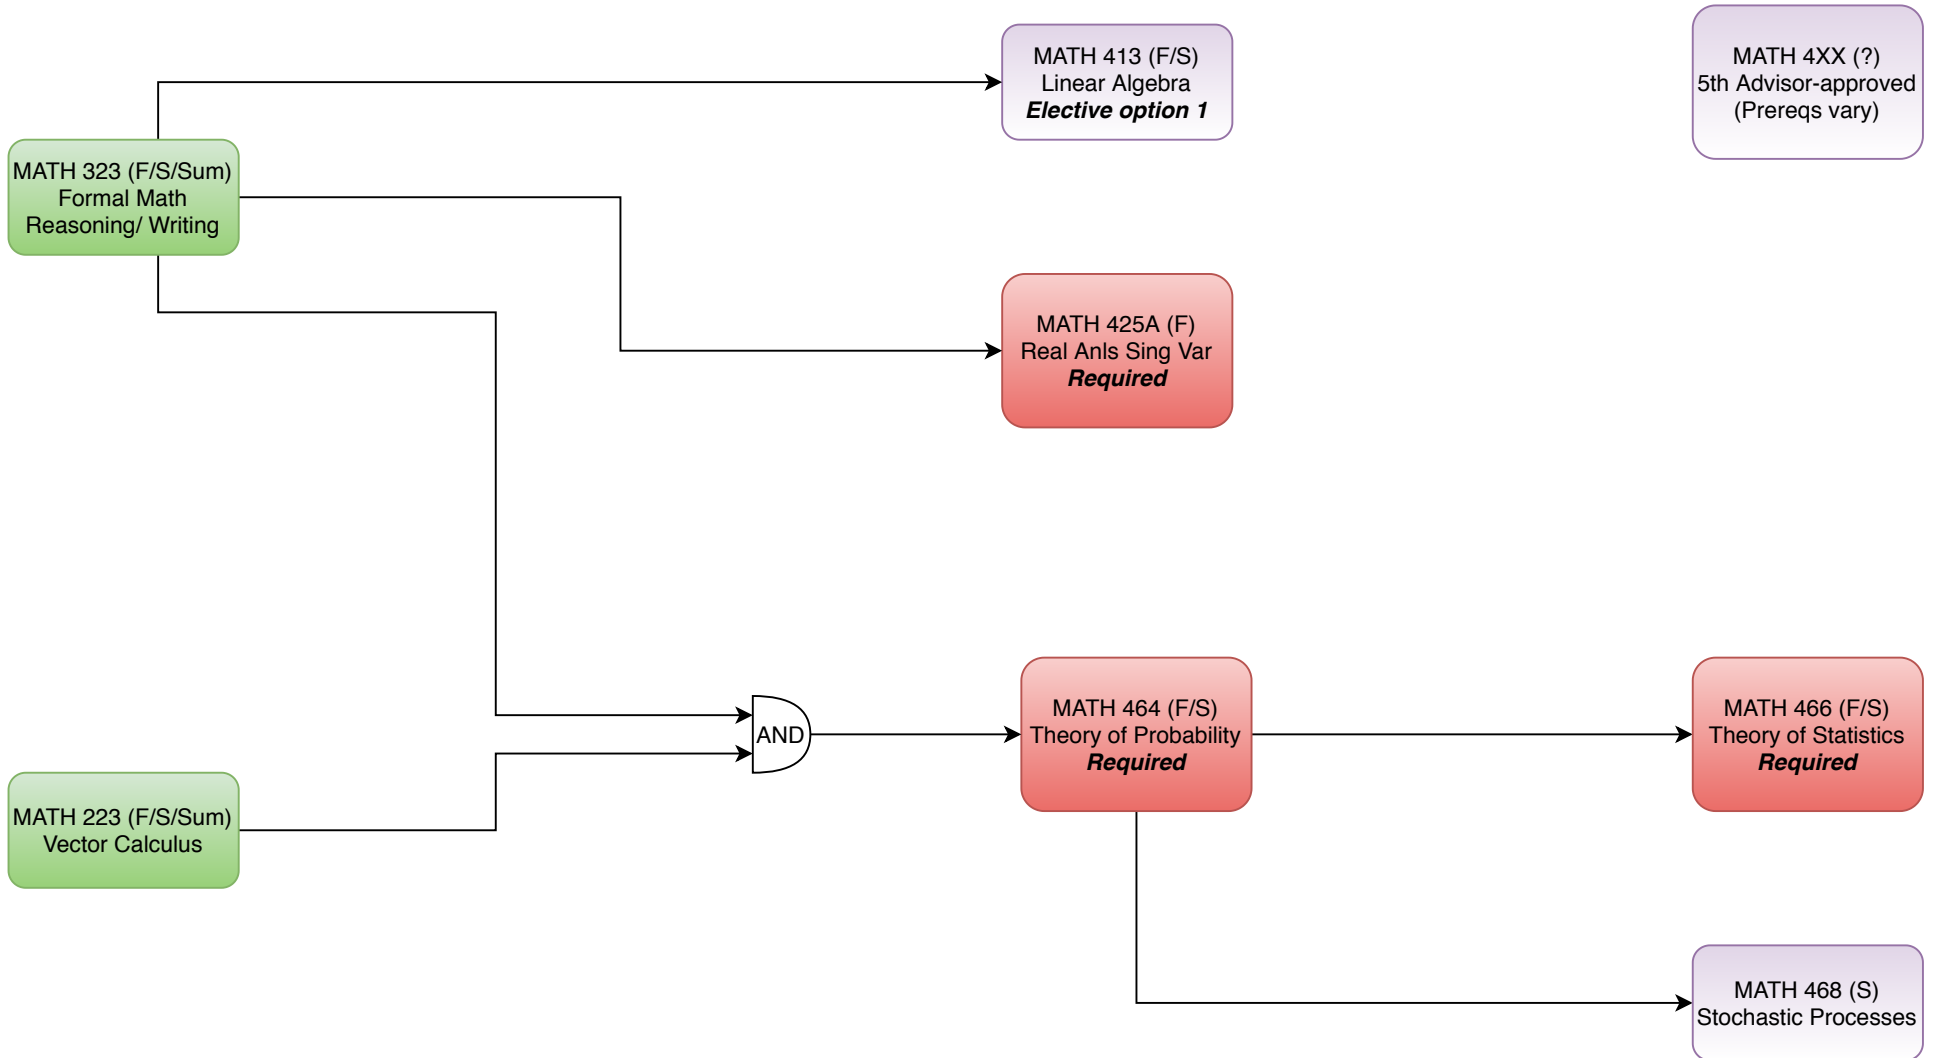 MATH 413 (F/S)
Linear Algebra
Elective option 1
MATH 4XX (?)
5th Advisor-approved
(Prereqs vary)
MATH 323 (F/S/Sum)
Formal Math
Reasoning/ Writing
MATH 425A (F)
Real Anls Sing Var
Required
AND
MATH 464 (F/S)
Theory of Probability
Required
MATH 466 (F/S)
Theory of Statistics
Required
MATH 223 (F/S/Sum)
Vector Calculus
MATH 468 (S)
Stochastic Processes